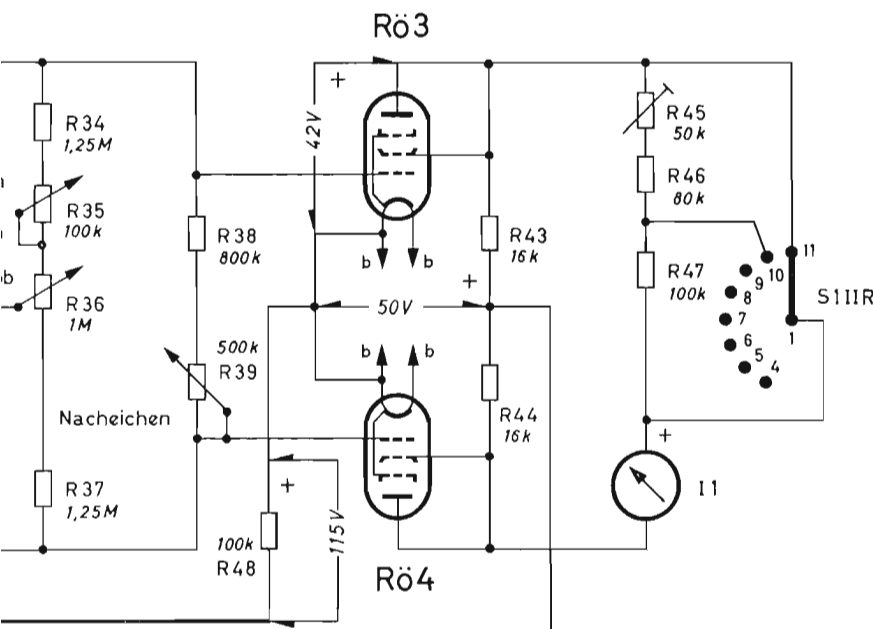 Rö3
+
42V
R34
1,25M
R35
100k
R36
1M
R37
1,25M
b
R38
800k
500k
R39
Nacheichen
b
b
b
b
50V
+
R43
16k
R44
16k
R45
50k
R46
80k
R47
100k
11
10
9
8
7
6
5
4
1
S1IIR
+
I1
+
115V
100k
R48
Rö4